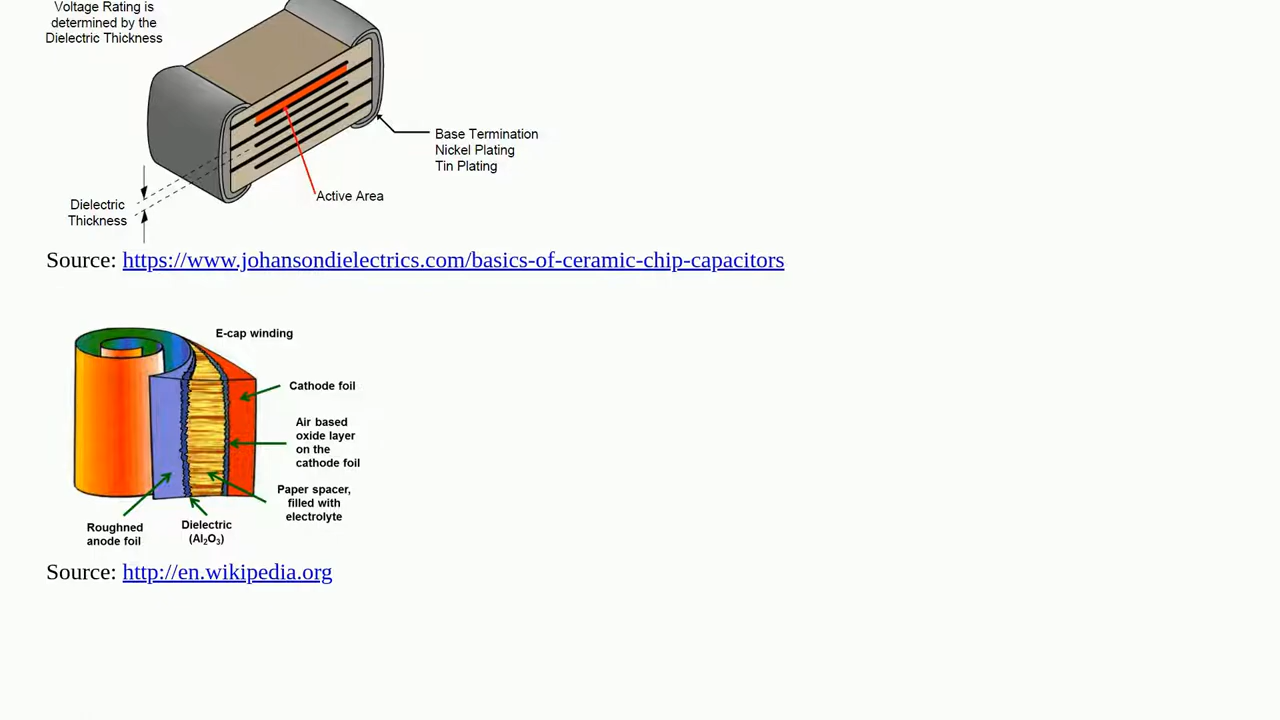 Voltage Rating is
determined by the
Dielectric Thickness
Base Termination
Nickel Plating
Tin Plating
Active Area
Dielectric
Thickness
Source: https://www.johansondielectrics.com/basics-of-ceramic-chip-capacitors
E-cap winding
Cathode foil
Air based
oxide layer
on the
cathode foil
Paper spacer,
filled with
electrolyte
Roughned
anode foil
Dielectric
(Al₂O₃)
Source: http://en.wikipedia.org